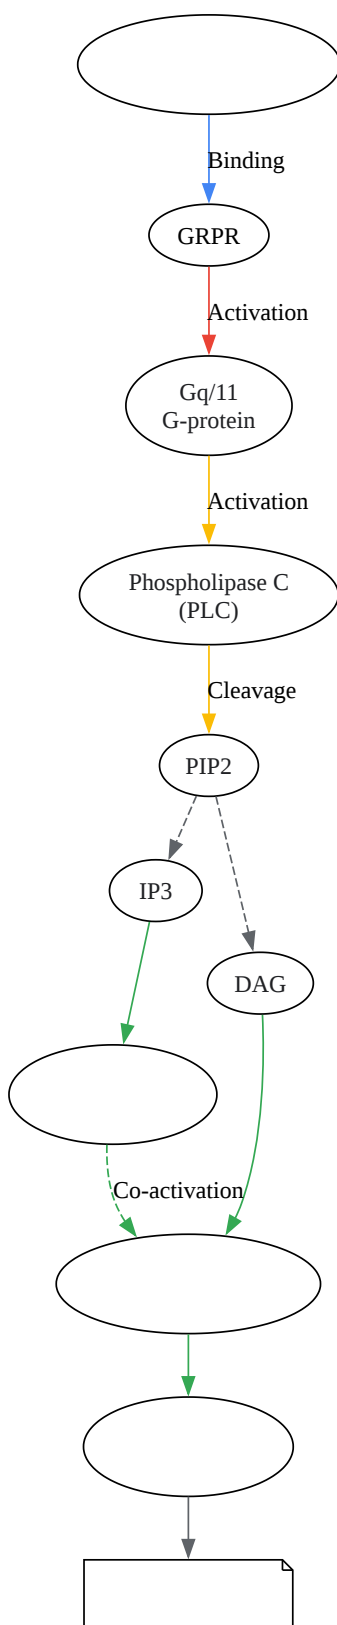 Binding
GRPR
Activation
Gq/11
G-protein
Activation
Phospholipase C
(PLC)
Cleavage
PIP2
IP3
DAG
Co-activation